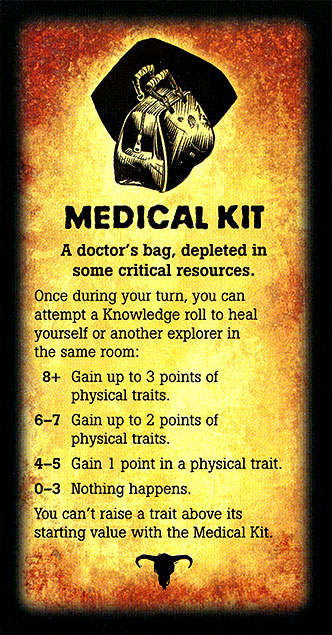 MEDICAL KIT
A doctor's bag, depleted in
some critical resources.
Once during your turn, you can
attempt a Knowledge roll to heal
yourself or another explorer in
the same room:
8+ Gain up to 3 points of
physical traits.
6–7 Gain up to 2 points of
physical traits.
4–5 Gain 1 point in a physical trait.
0–3 Nothing happens.
You can't raise a trait above its
starting value with the Medical Kit.